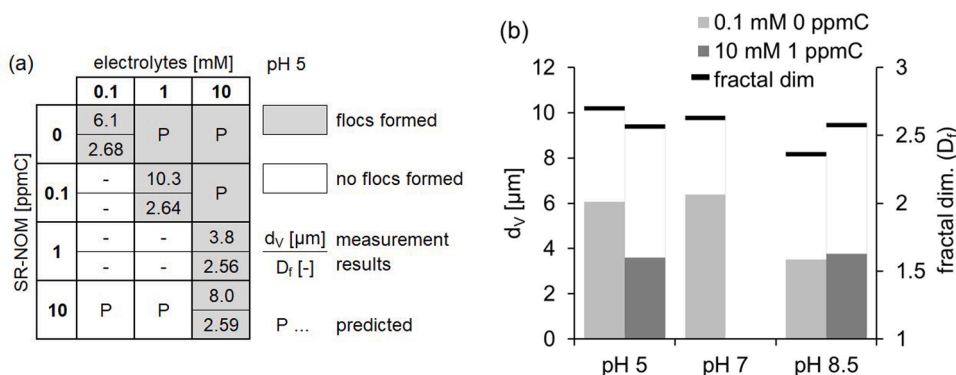 (a)
electrolytes [mM]
pH 5
0.1 1 10
SR-NOM [ppmC]
0 6.1 P P
2.68
0.1 - 10.3 P
- 2.64
1 - - 3.8
- - 2.56
10 P P 8.0
2.59
flocs formed
no flocs formed
dV [µm] measurement
Df [-] results
P ... predicted
(b)
0.1 mM 0 ppmC
10 mM 1 ppmC
fractal dim
dV [µm]
12
10
8
6
4
2
0
3
2.5
2
1.5
1
fractal dim. (Df)
pH 5 pH 7 pH 8.5